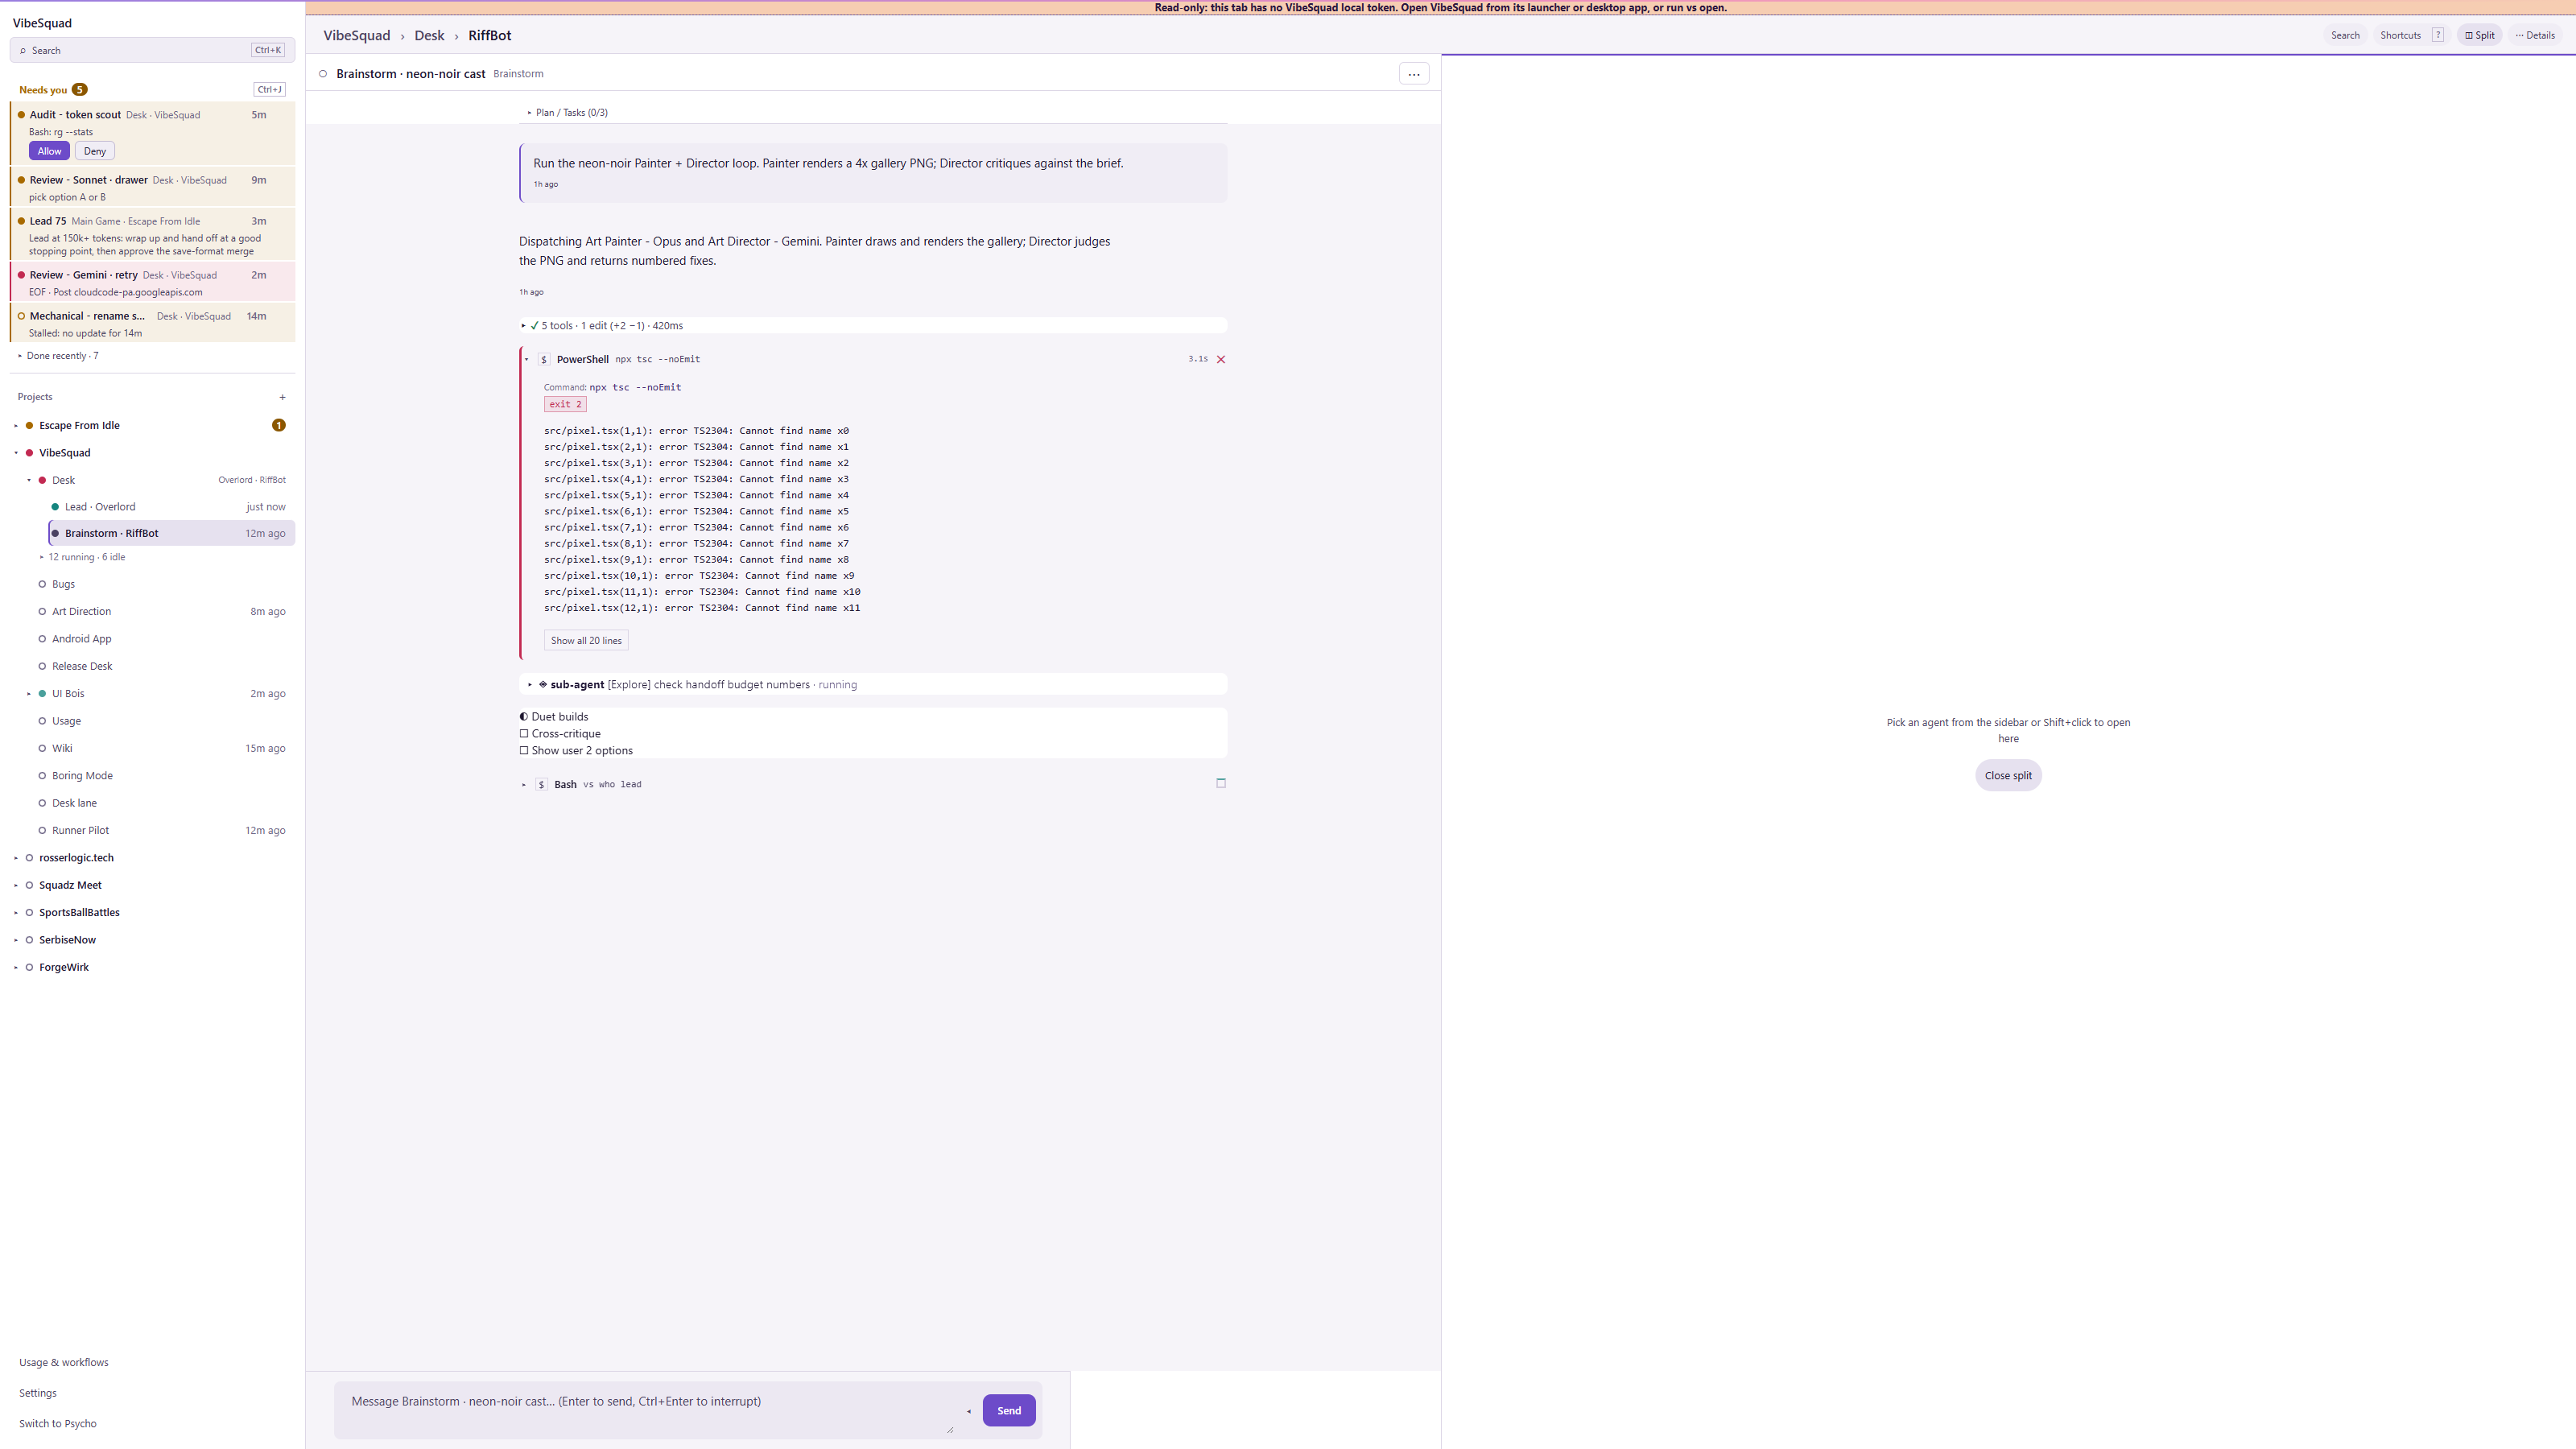 Read-only: this tab has no VibeSquad local token. Open VibeSquad from its launcher or desktop app, or run vs open.
VibeSquad
Search Ctrl+K
Needs you 5 Ctrl+J
Audit - token scout Desk · VibeSquad 5m
Bash: rg --stats
Allow Deny
Review - Sonnet · drawer Desk · VibeSquad 9m
pick option A or B
Lead 75 Main Game · Escape From Idle 3m
Lead at 150k+ tokens: wrap up and hand off at a good
stopping point, then approve the save-format merge
Review - Gemini · retry Desk · VibeSquad 2m
EOF · Post cloudcode-pa.googleapis.com
Mechanical - rename s... Desk · VibeSquad 14m
Stalled: no update for 14m
Done recently · 7
Projects +
Escape From Idle 1
VibeSquad
Desk Overlord · RiffBot
Lead · Overlord just now
Brainstorm · RiffBot 12m ago
12 running · 6 idle
Bugs
Art Direction 8m ago
Android App
Release Desk
UI Bois 2m ago
Usage
Wiki 15m ago
Boring Mode
Desk lane
Runner Pilot 12m ago
rosserlogic.tech
Squadz Meet
SportsBallBattles
SerbiseNow
ForgeWirk
Usage & workflows
Settings
Switch to Psycho
VibeSquad › Desk › RiffBot
Search Shortcuts ? Split ··· Details
Brainstorm · neon-noir cast Brainstorm ...
Plan / Tasks (0/3)
Run the neon-noir Painter + Director loop. Painter renders a 4x gallery PNG; Director critiques against the brief.
1h ago
Dispatching Art Painter - Opus and Art Director - Gemini. Painter draws and renders the gallery; Director judges
the PNG and returns numbered fixes.
1h ago
✓ 5 tools · 1 edit (+2 −1) · 420ms
$ PowerShell npx tsc --noEmit 3.1s ✕
Command: npx tsc --noEmit
exit 2
src/pixel.tsx(1,1): error TS2304: Cannot find name x0
src/pixel.tsx(2,1): error TS2304: Cannot find name x1
src/pixel.tsx(3,1): error TS2304: Cannot find name x2
src/pixel.tsx(4,1): error TS2304: Cannot find name x3
src/pixel.tsx(5,1): error TS2304: Cannot find name x4
src/pixel.tsx(6,1): error TS2304: Cannot find name x5
src/pixel.tsx(7,1): error TS2304: Cannot find name x6
src/pixel.tsx(8,1): error TS2304: Cannot find name x7
src/pixel.tsx(9,1): error TS2304: Cannot find name x8
src/pixel.tsx(10,1): error TS2304: Cannot find name x9
src/pixel.tsx(11,1): error TS2304: Cannot find name x10
src/pixel.tsx(12,1): error TS2304: Cannot find name x11
Show all 20 lines
sub-agent [Explore] check handoff budget numbers · running
◐ Duet builds
☐ Cross-critique
☐ Show user 2 options
$ Bash vs who lead
Message Brainstorm · neon-noir cast... (Enter to send, Ctrl+Enter to interrupt)
Send
Pick an agent from the sidebar or Shift+click to open
here
Close split